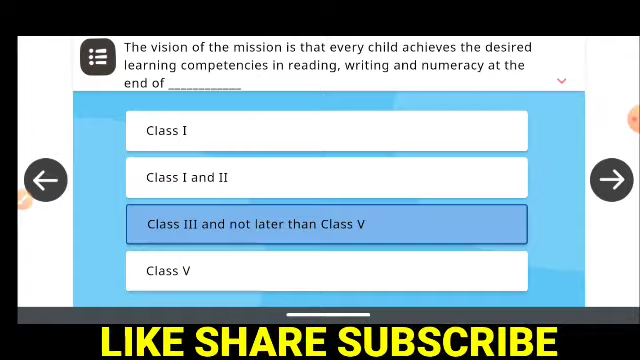 The vision of the mission is that every child achieves the desired
learning competencies in reading, writing and numeracy at the
end of ____________
Class I
Class I and II
Class III and not later than Class V
Class V
LIKE SHARE SUBSCRIBE